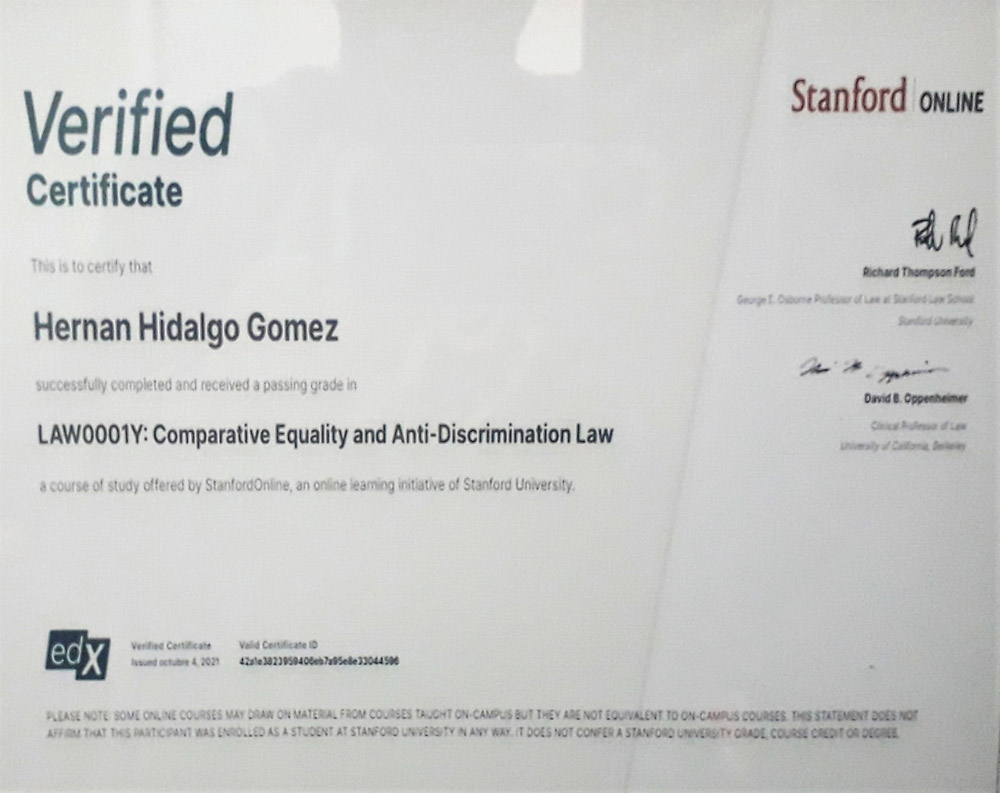 Verified
Certificate
This is to certify that
Hernan Hidalgo Gomez
successfully completed and received a passing grade in
LAW0001Y: Comparative Equality and Anti-Discrimination Law
a course of study offered by StanfordOnline, an online learning initiative of Stanford University.
Stanford | ONLINE
Richard Thompson Ford
George E. Osborne Professor of Law at Stanford Law School
Stanford University
David B. Oppenheimer
Clinical Professor of Law
University of California, Berkeley
edX
Verified Certificate
Issued octubre 4, 2021
Valid Certificate ID
PLEASE NOTE: SOME ONLINE COURSES MAY DRAW ON MATERIAL FROM COURSES TAUGHT ON-CAMPUS BUT THEY ARE NOT EQUIVALENT TO ON-CAMPUS COURSES. THIS STATEMENT DOES NOT
AFFIRM THAT THIS PARTICIPANT WAS ENROLLED AS A STUDENT AT STANFORD UNIVERSITY IN ANY WAY. IT DOES NOT CONFER A STANFORD UNIVERSITY GRADE, COURSE CREDIT OR DEGREE.